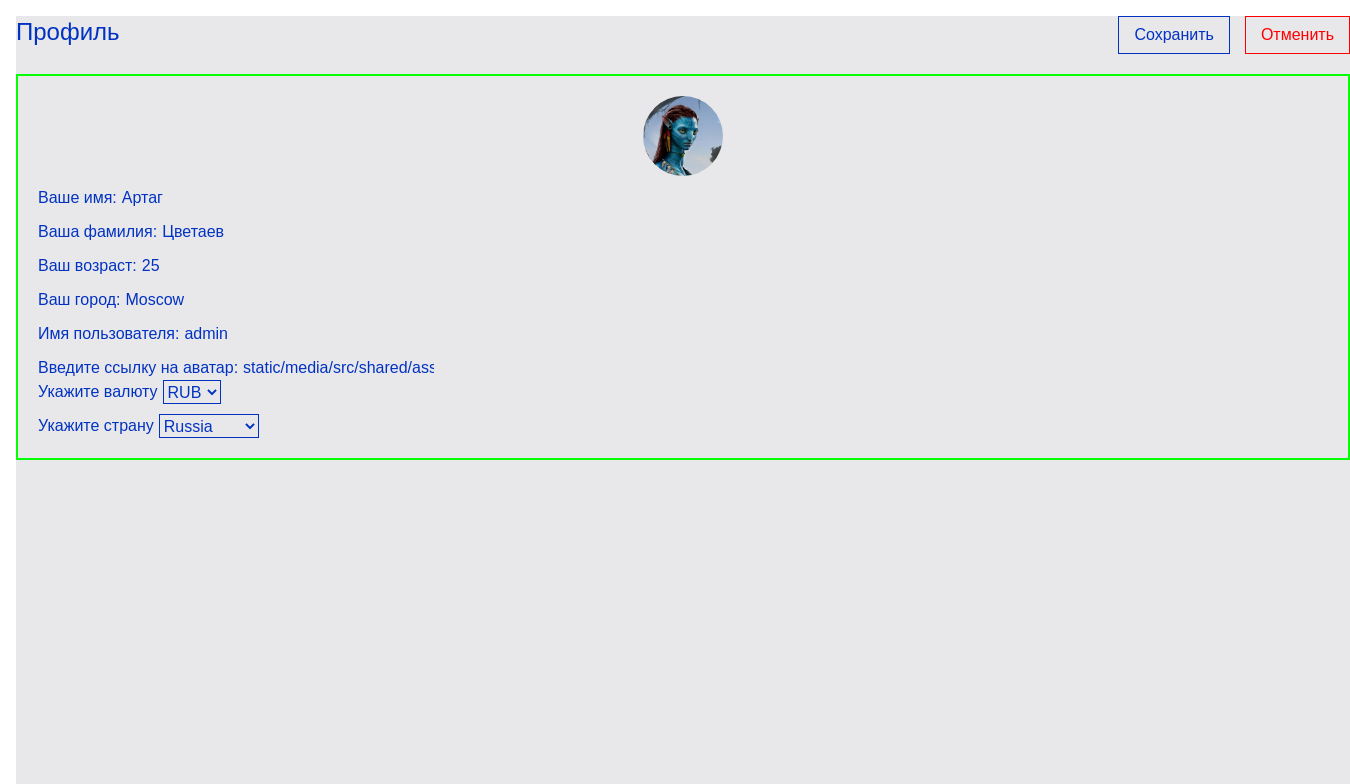 Профиль
Сохранить
Отменить
Ваше имя: Артаг
Ваша фамилия: Цветаев
Ваш возраст: 25
Ваш город: Moscow
Имя пользователя: admin
Введите ссылку на аватар: static/media/src/shared/ass
Укажите валюту RUB
Укажите страну Russia